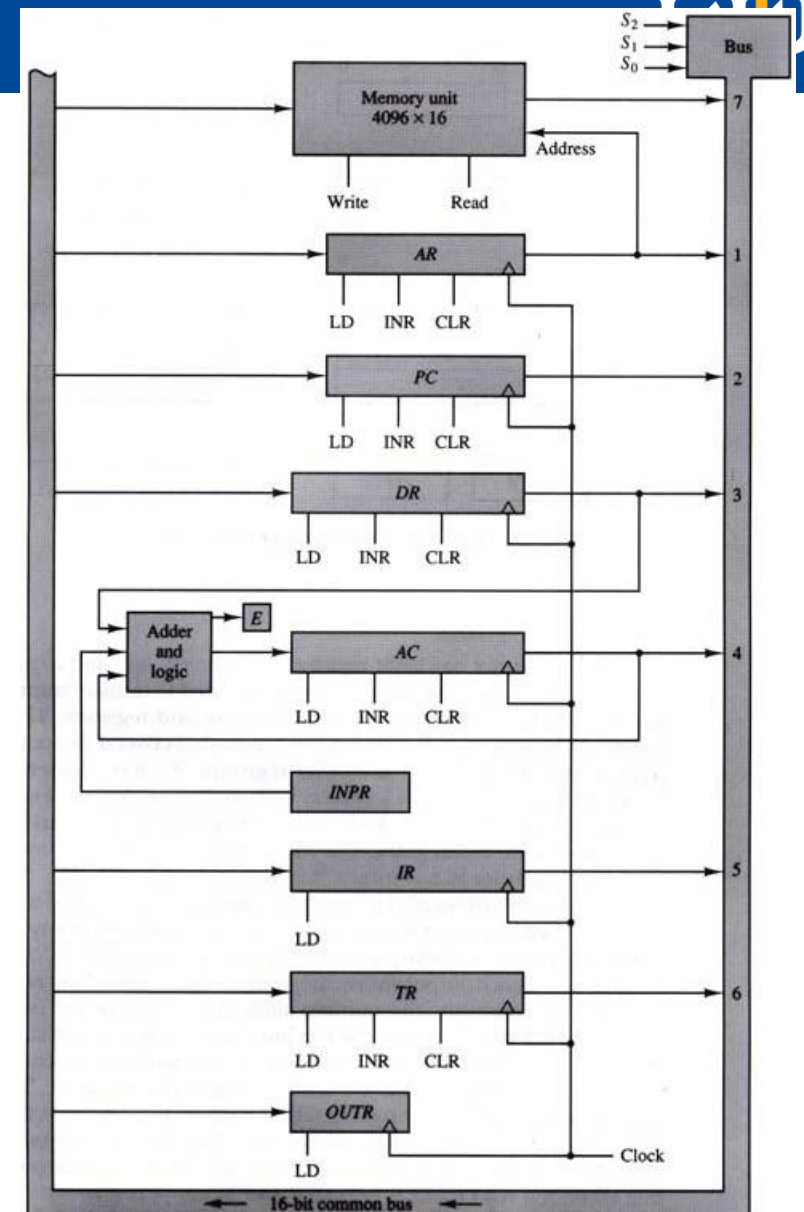 S2
S1
S0
Bus
Memory unit
4096 × 16
7
Address
Write Read
AR
1
LD INR CLR
PC
2
LD INR CLR
DR
3
LD INR CLR
E
Adder
and
logic
AC
4
LD INR CLR
INPR
IR
5
LD
TR
6
LD INR CLR
OUTR
LD
Clock
16-bit common bus